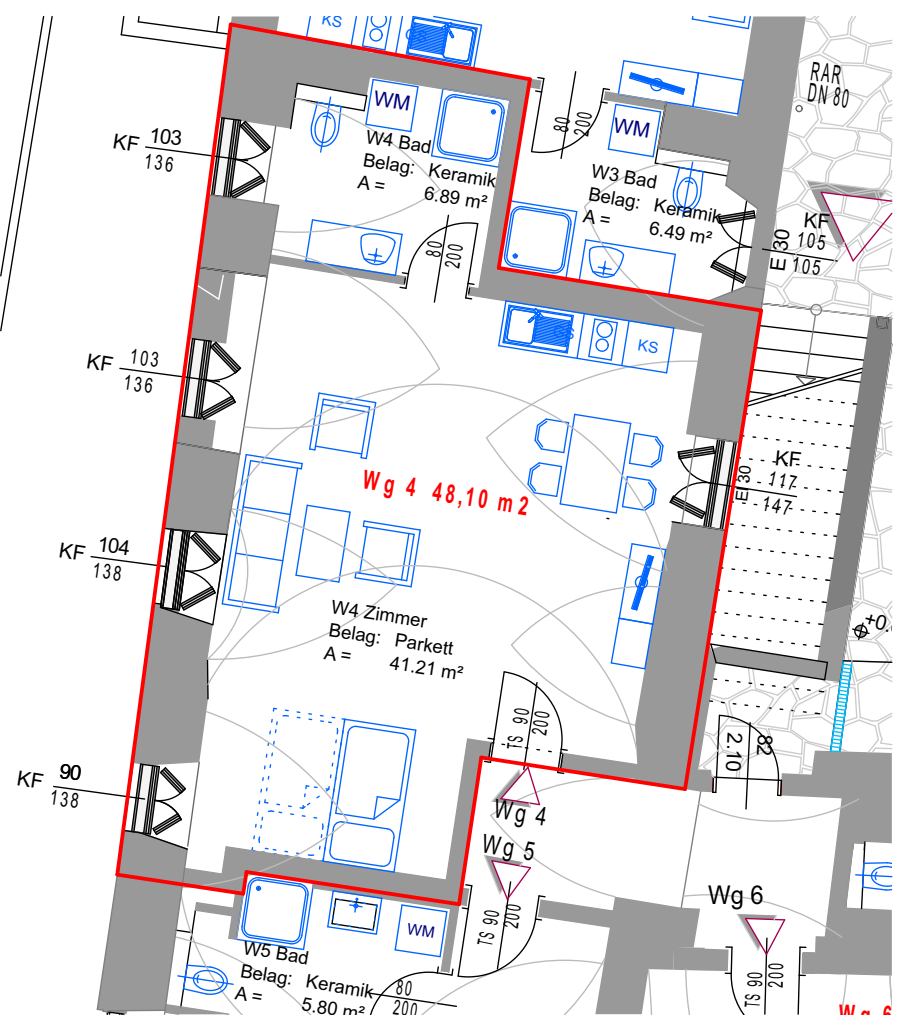 KS
RAR
DN 80
WM
80
200
WM
KF 103
136
W4 Bad
Belag: Keramik
A = 6.89 m²
W3 Bad
Belag: Keramik
A = 6.49 m²
KF
105
105
E 30
80
200
KS
KF 103
136
Wg 4 48,10 m2
KF
117
147
E 30
KF 104
138
W4 Zimmer
Belag: Parkett
A = 41.21 m²
+0.
TS 90
200
82
2.10
KF 90
138
Wg 4
Wg 5
Wg 6
WM
TS 90
200
W5 Bad
Belag: Keramik
A = 5.80 m²
80
200
TS 90
200
Wg 6